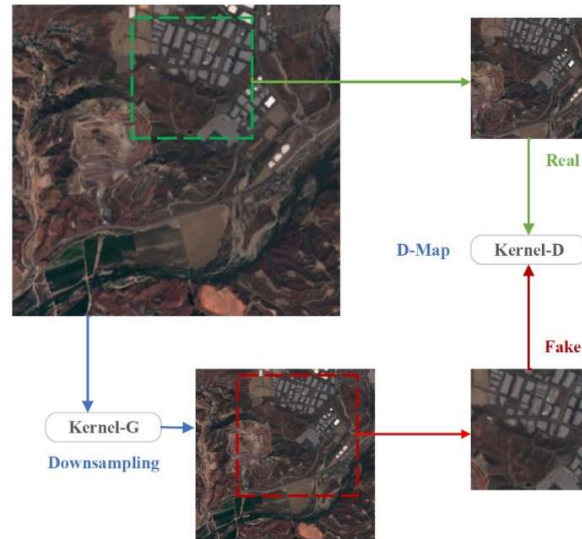 Real
D-Map
Kernel-D
Fake
Kernel-G
Downsampling